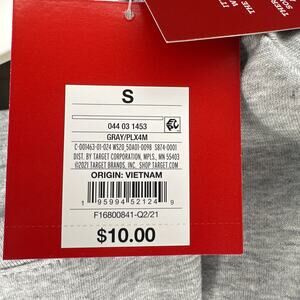 S
044 03 1453
GRAY/PLX4M
C-001463-01-024 WS20_50A01-0098 S874-0001
DIST. BY TARGET CORPORATION, MPLS., MN 55403
©2021 TARGET BRANDS, INC. SHOP TARGET.COM
ORIGIN: VIETNAM
1 95994 52124 9
F16800841-Q2/21
$10.00